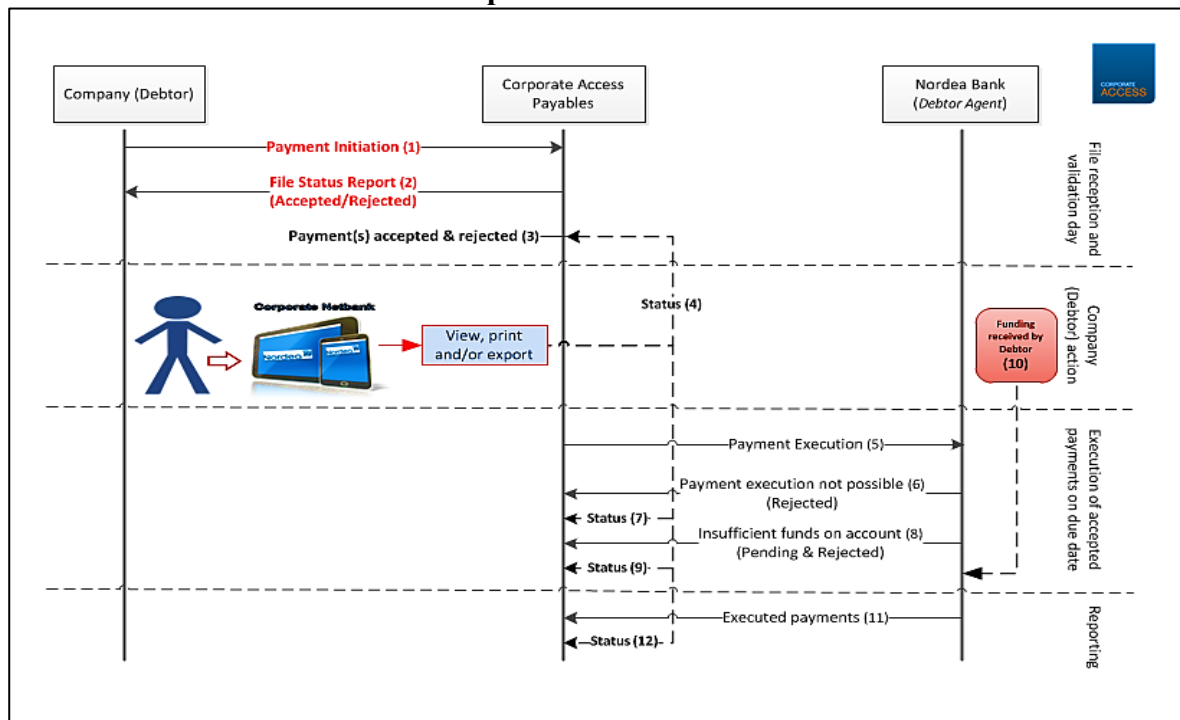 Company (Debtor)
Corporate Access
Payables
Nordea Bank
(Debtor Agent)
CORPORATE
ACCESS
Payment Initiation (1)
File Status Report (2)
(Accepted/Rejected)
Payment(s) accepted & rejected (3)
File reception and
validation day
Corporate Netbank
Nordea
Nordea
View, print
and/or export
Status (4)
Funding
received by
Debtor
(10)
Company
(Debtor) action
Payment Execution (5)
Payment execution not possible (6)
(Rejected)
Status (7)
Insufficient funds on account (8)
(Pending & Rejected)
Status (9)
Execution of accepted
payments on due date
Executed payments (11)
Status (12)
Reporting